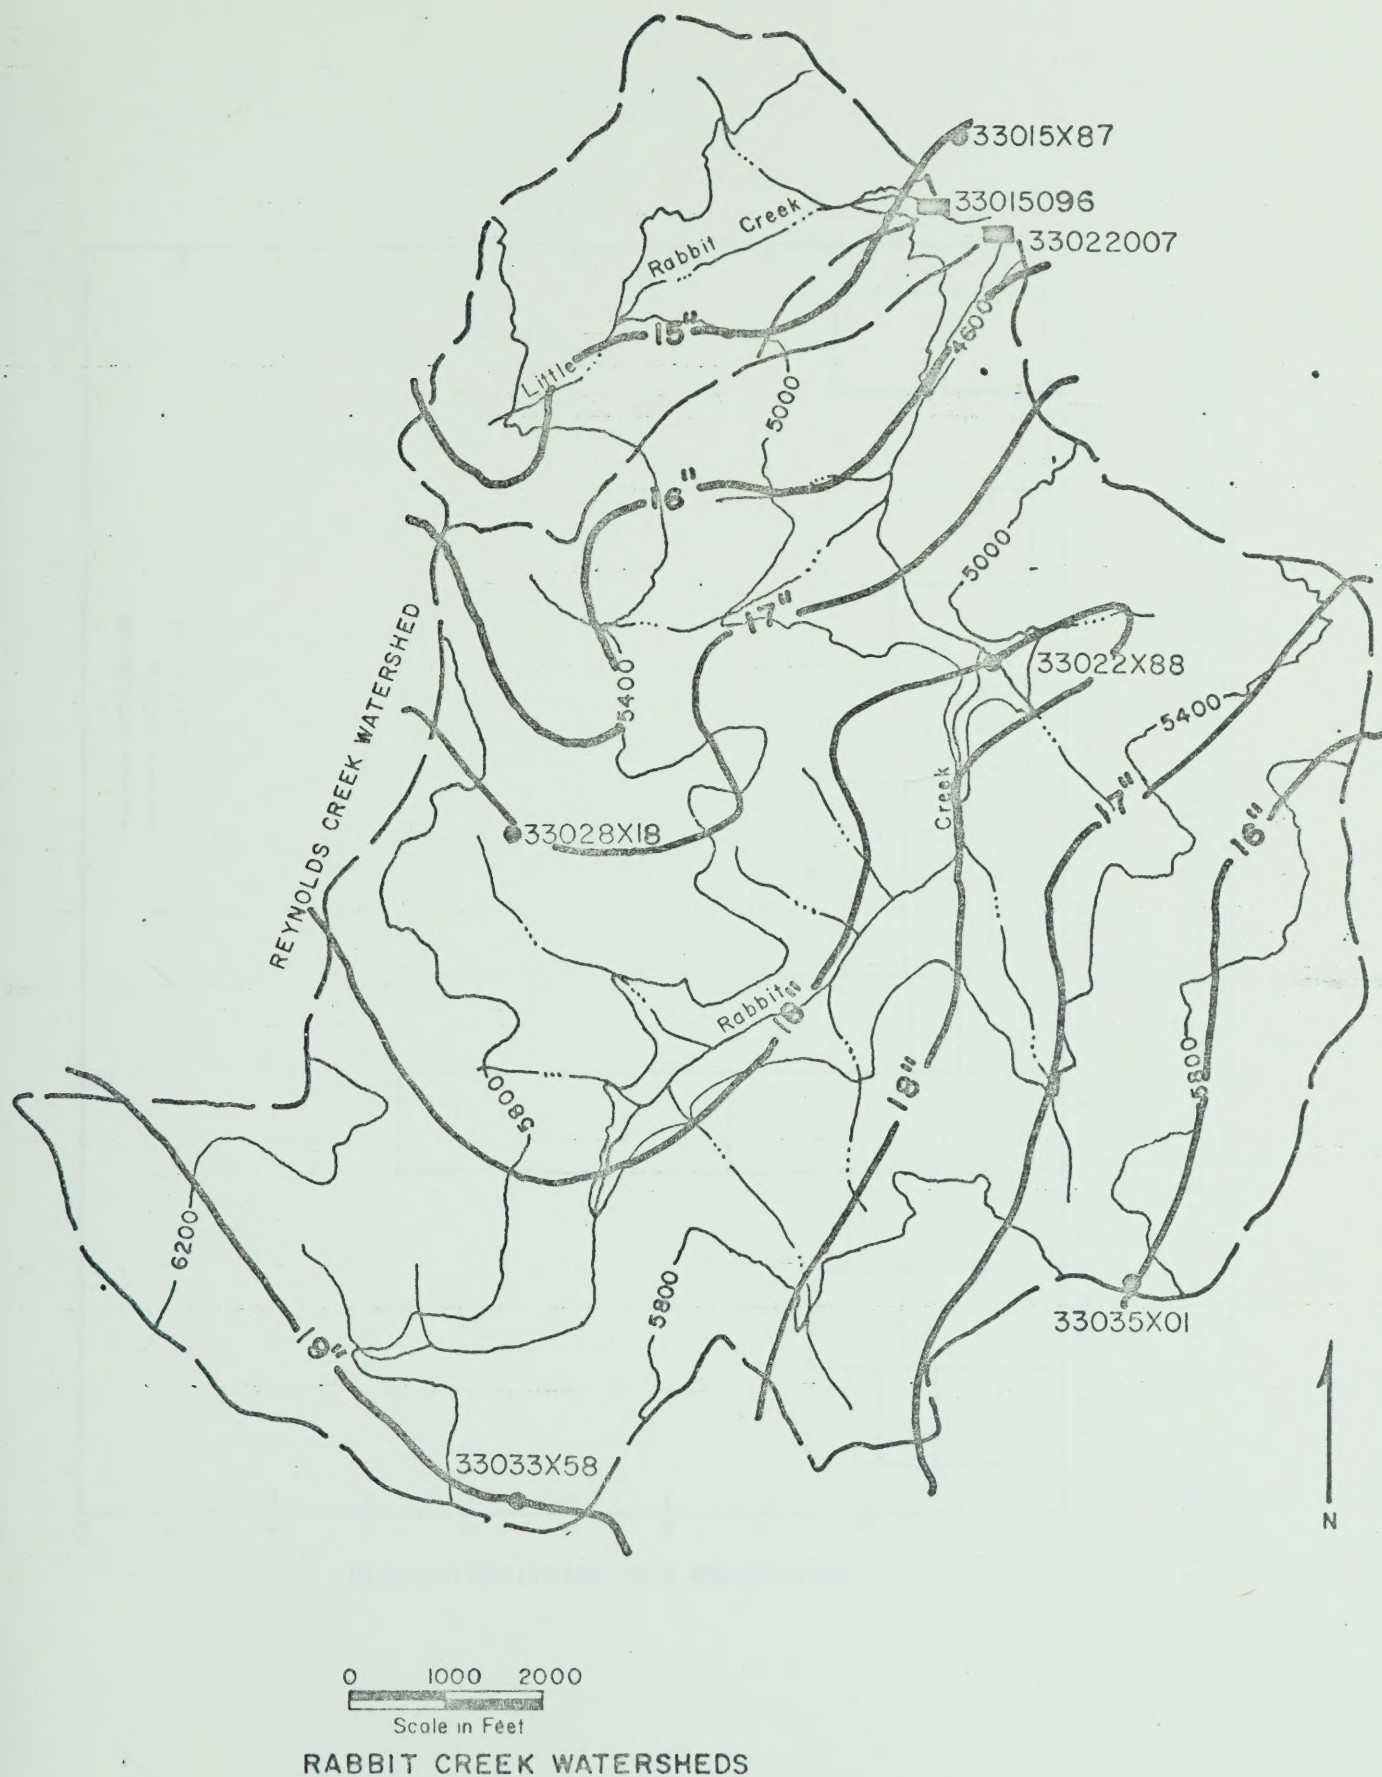 33015X87
33015096
Rabbit Creek
33022007
4600
15"
Little
5000
16"
5000
17"
33022X88
5400
REYNOLDS CREEK WATERSHED
5400
Creek
17"
16"
33028X18
Rabbit
18"
18"
5800
5800
6200
5800
33035X01
18"
33033X58
N
0 1000 2000
Scale in Feet
RABBIT CREEK WATERSHEDS